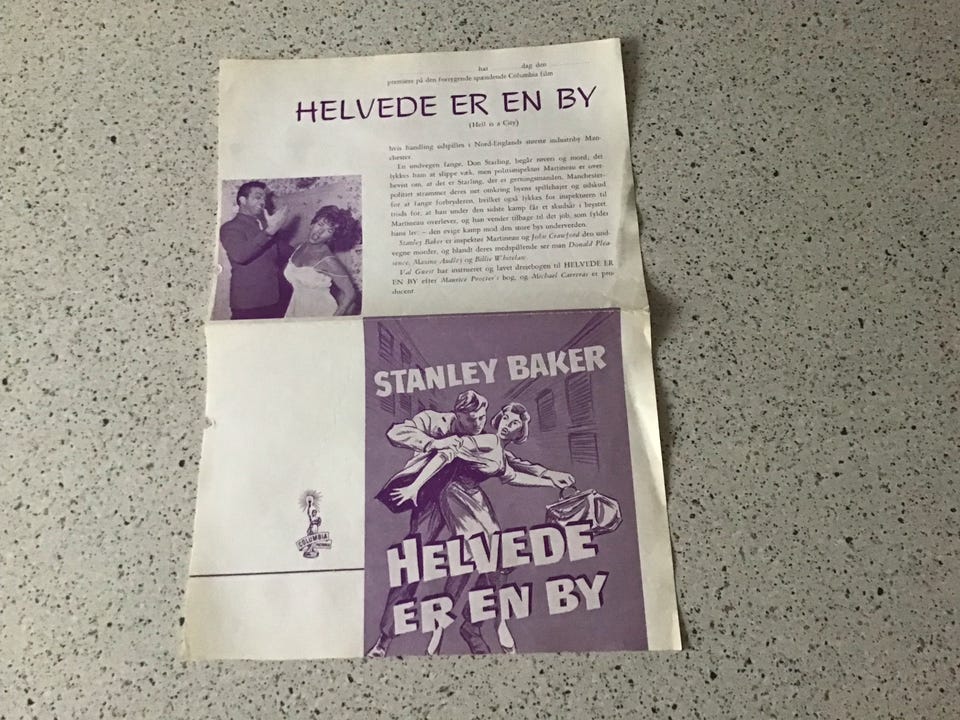 har ............ dag den ............
premiere på den forrygende spændende Columbia film
HELVEDE ER EN BY
(Hell is a City)
hvis handling udspilles i Nord-Englands største industriby Man-
chester.
En undvegen fange, Don Starling, begår røveri og mord; det
lykkes ham at slippe væk, men politiinspektør Martineau er over-
bevist om, at det er Starling, der er gerningsmanden. Manchester-
politiet strammer deres net omkring byens spillehajer og udskud
for at fange forbryderen, hvilket også lykkes for inspektøren til
trods for, at han under den sidste kamp får et skudsår i brystet.
Martineau overlever, og han vender tilbage til det job, som fylder
hans liv: – den evige kamp mod den store bys underverden.
Stanley Baker er inspektør Martineau og John Crawford den und-
vegne morder, og blandt deres medspillende ser man Donald Plea-
sence, Maxine Audley og Billie Whitelaw.
Val Guest har instrueret og lavet drejebogen til HELVEDE ER
EN BY efter Maurice Procter's bog, og Michael Carreras er pro-
ducent.
STANLEY BAKER
COLUMBIA
HELVEDE
ER EN BY